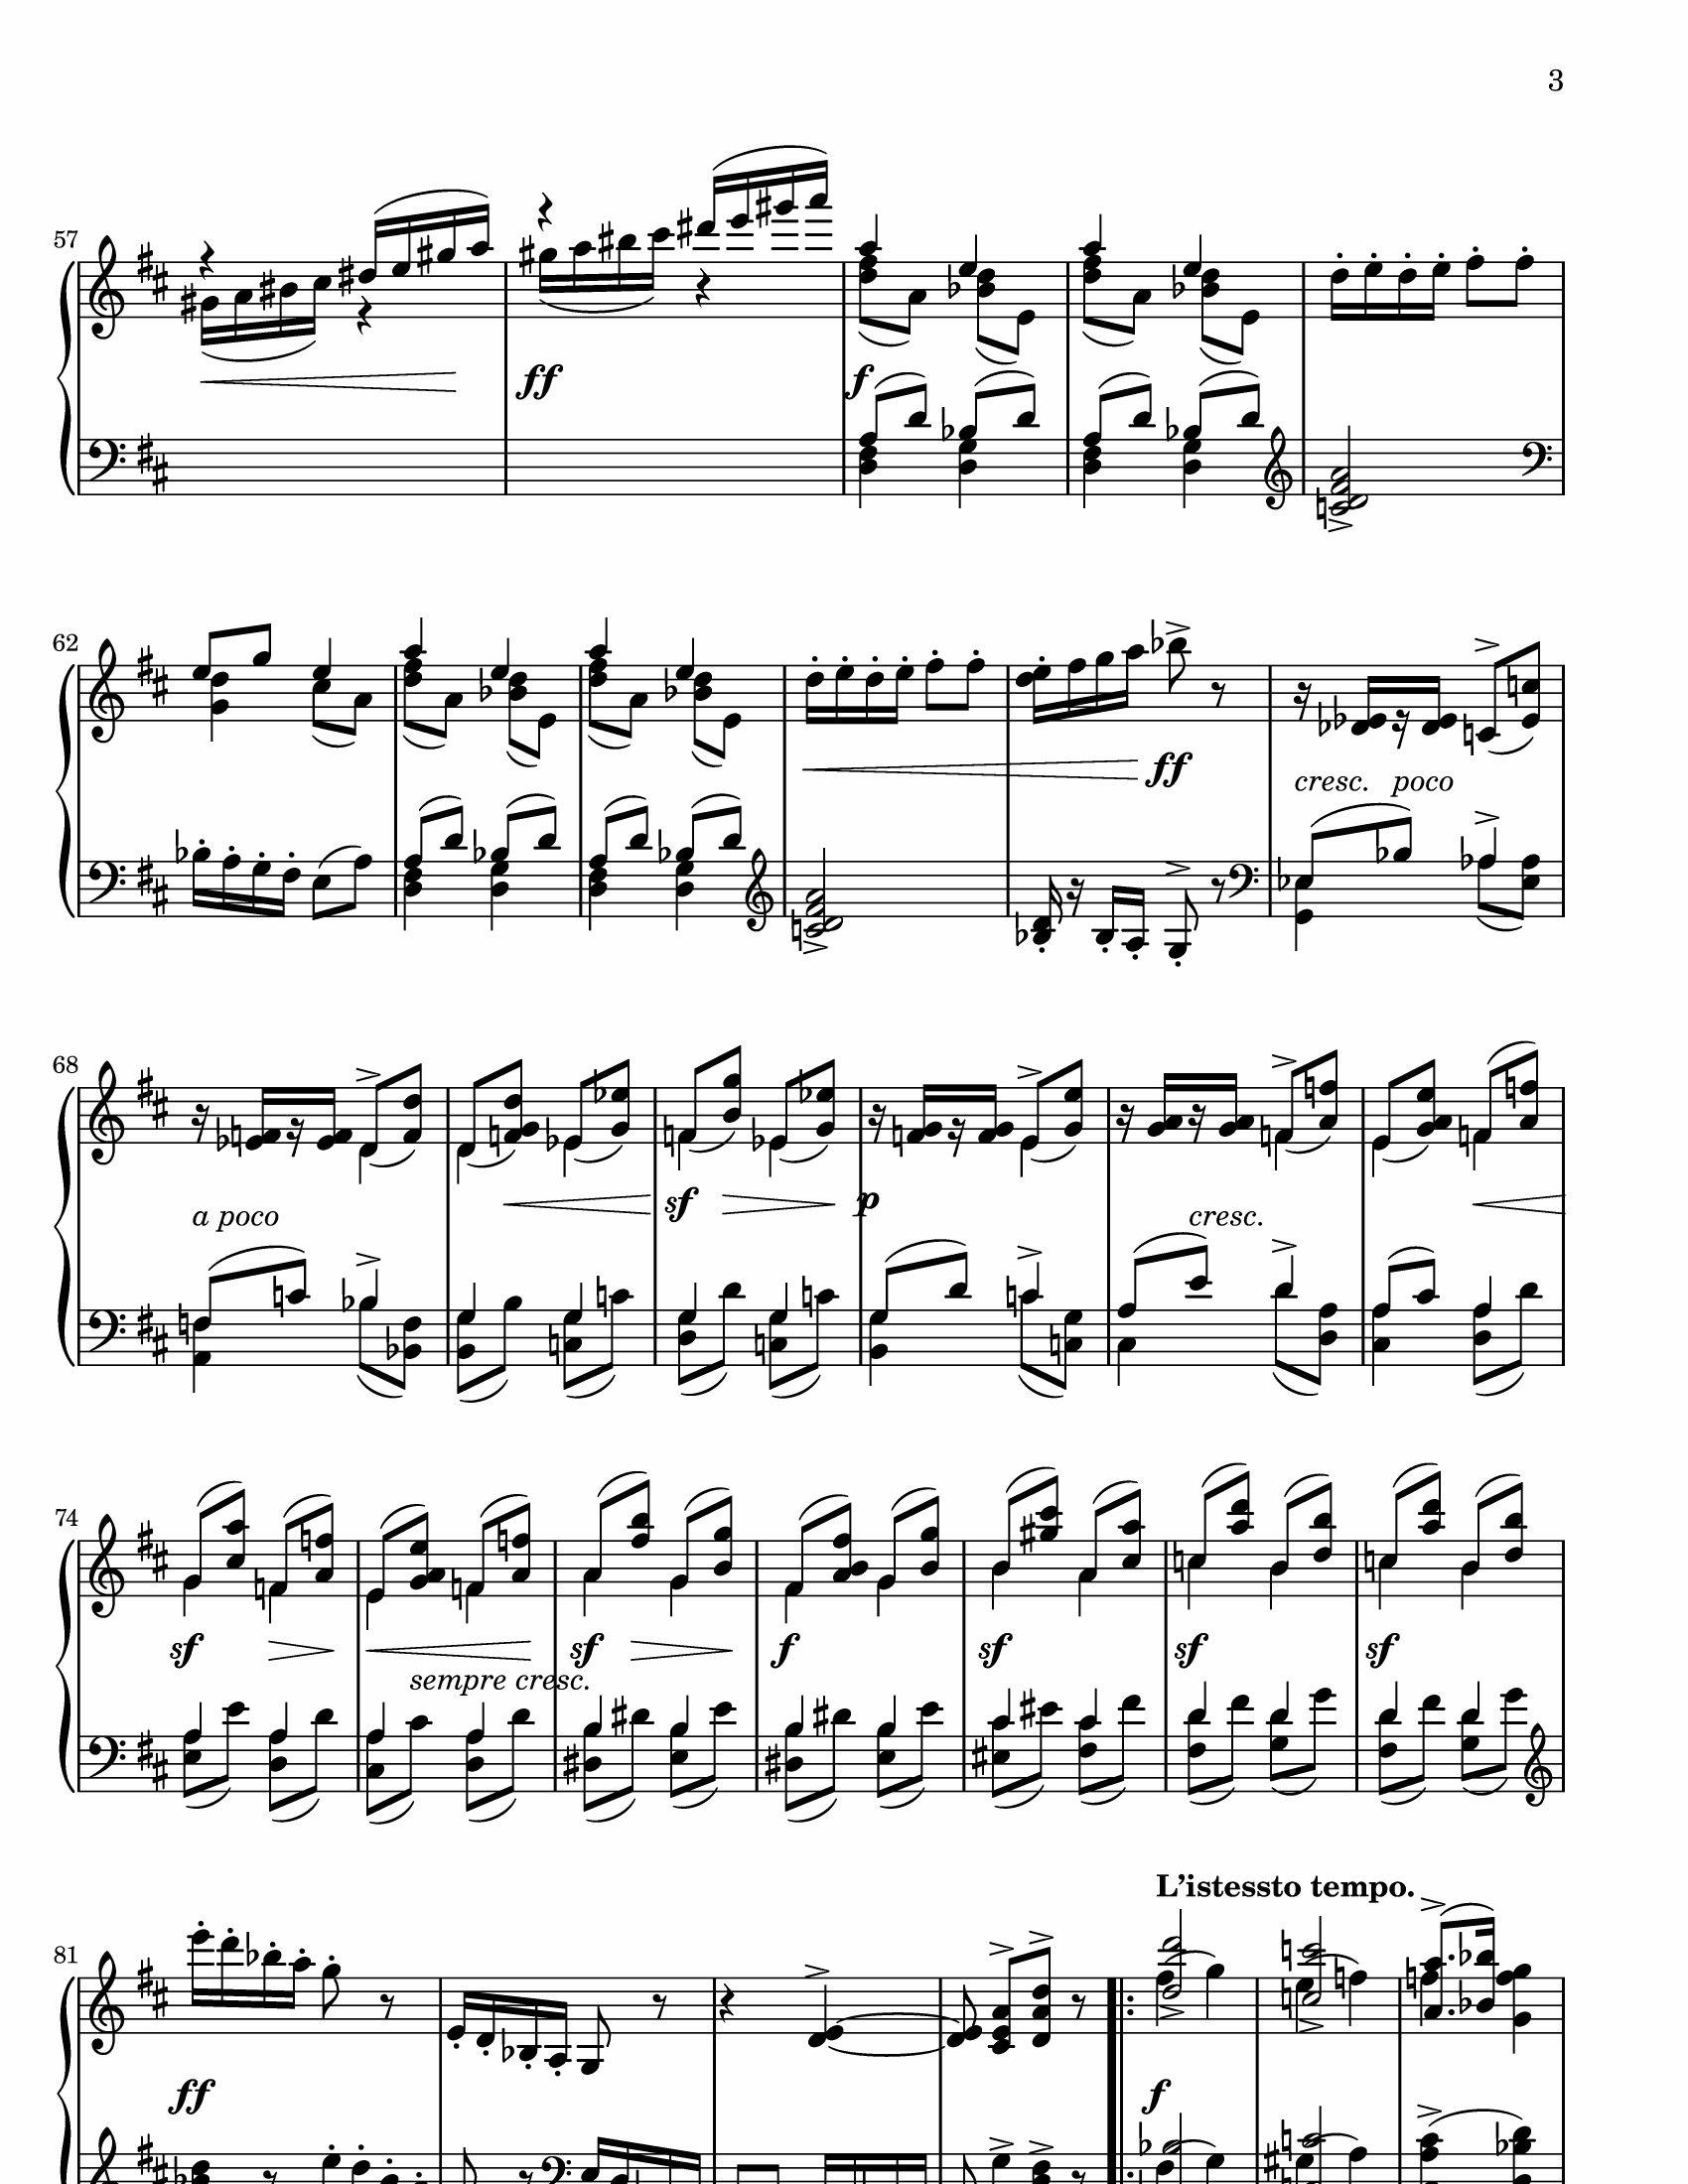 3
57
ff
f
62
ff
cresc. poco
68
sf
p
a poco
cresc.
74
sf
sf
f
sf
sf
sf
sempre cresc.
L’istessto tempo.
81
ff
f